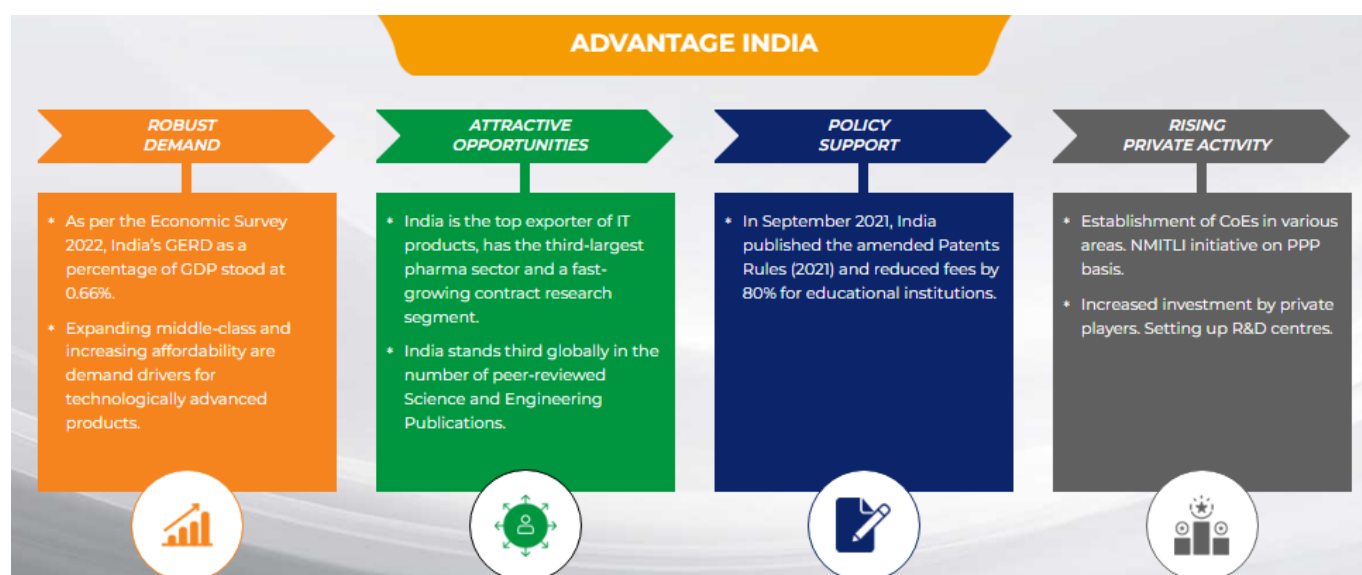 ADVANTAGE INDIA
ROBUST
DEMAND
* As per the Economic Survey
2022, India's GERD as a
percentage of GDP stood at
0.66%.
* Expanding middle-class and
increasing affordability are
demand drivers for
technologically advanced
products.
ATTRACTIVE
OPPORTUNITIES
* India is the top exporter of IT
products, has the third-largest
pharma sector and a fast-
growing contract research
segment.
* India stands third globally in the
number of peer-reviewed
Science and Engineering
Publications.
POLICY
SUPPORT
* In September 2021, India
published the amended Patents
Rules (2021) and reduced fees by
80% for educational institutions.
RISING
PRIVATE ACTIVITY
* Establishment of CoEs in various
areas. NMITLI initiative on PPP
basis.
* Increased investment by private
players. Setting up R&D centres.